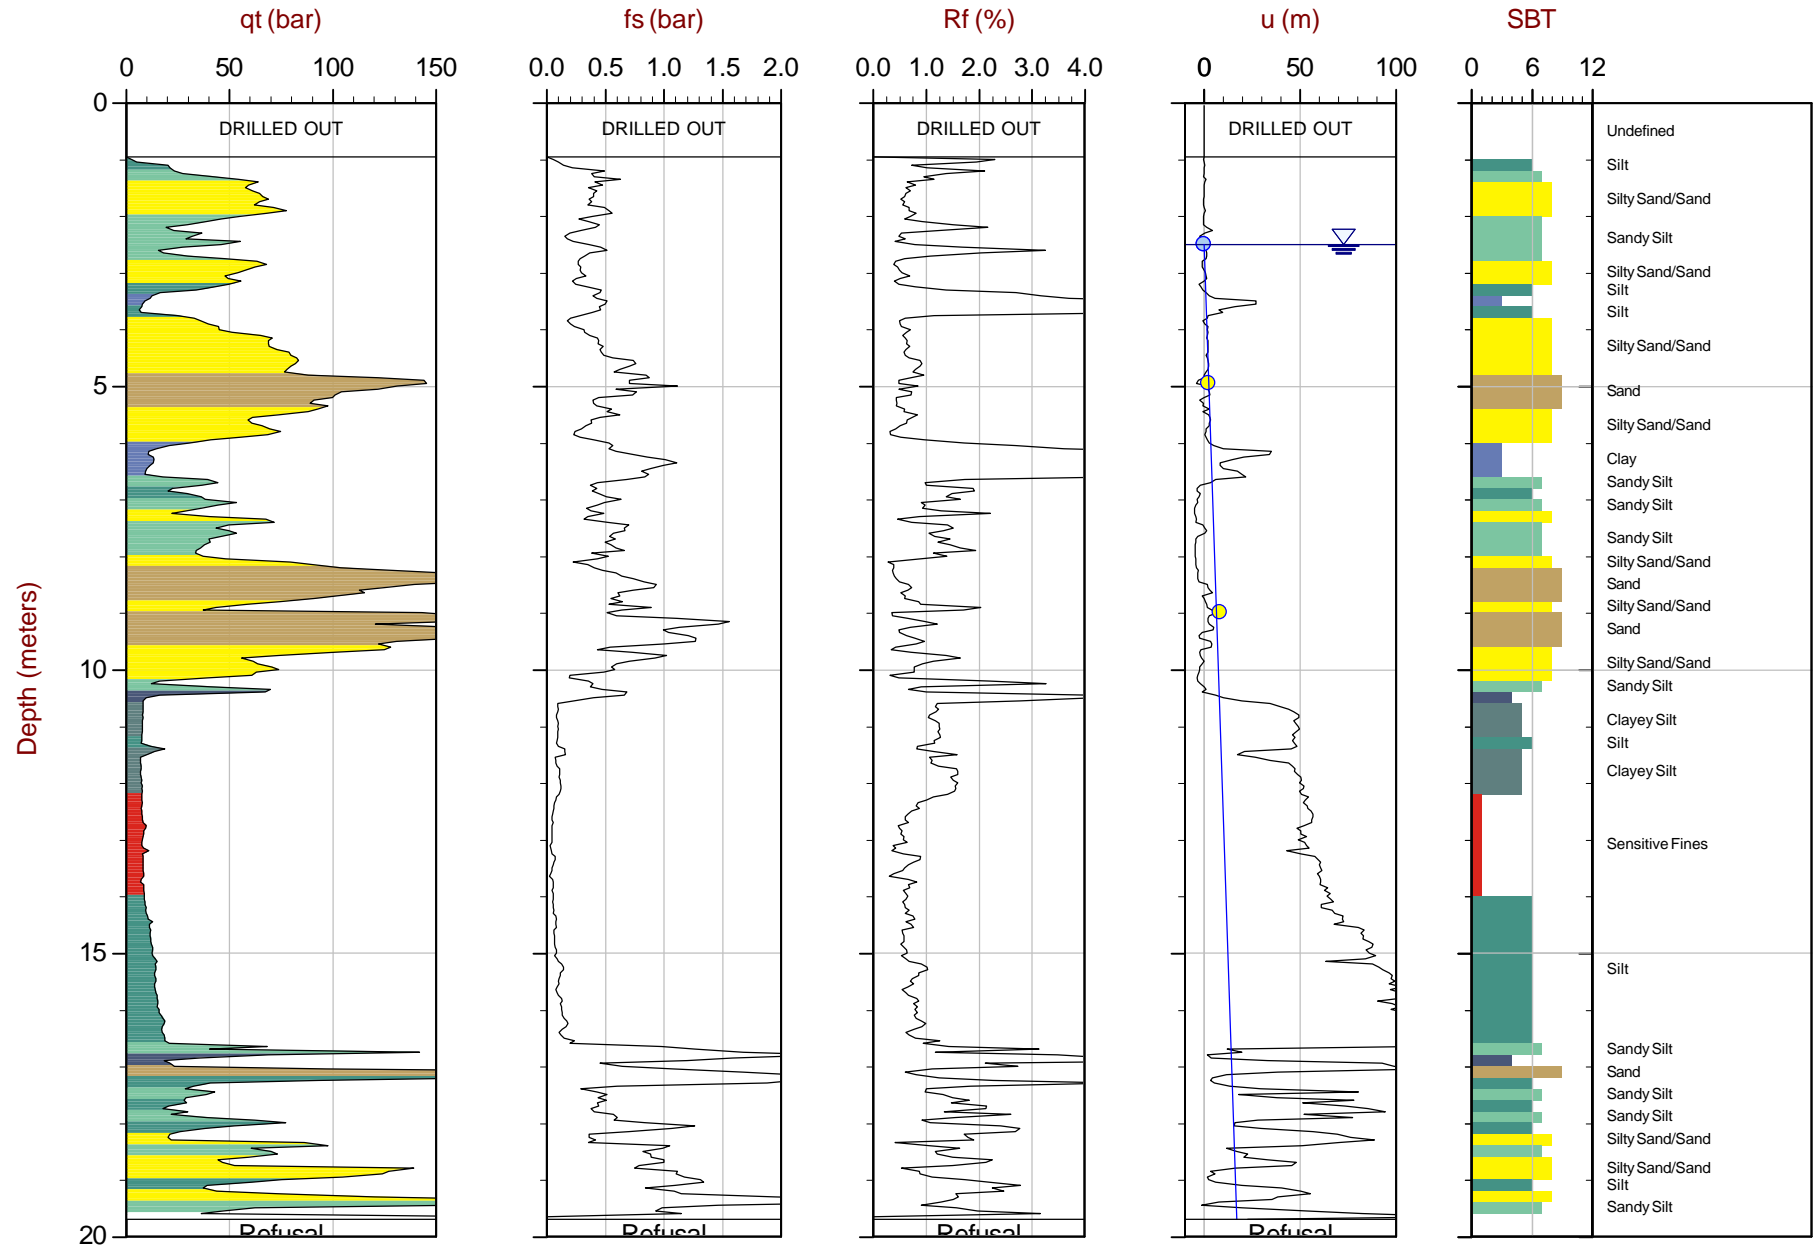 qt (bar)
fs (bar)
Rf (%)
u (m)
SBT
0 50 100 150
0.0 0.5 1.0 1.5 2.0
0.0 1.0 2.0 3.0 4.0
0 50 100
0 6 12
0
5
10
15
20
Depth (meters)
DRILLED OUT
DRILLED OUT
DRILLED OUT
DRILLED OUT
Undefined
Silt
Silty Sand/Sand
Sandy Silt
Silty Sand/Sand
Silt
Silt
Silty Sand/Sand
Sand
Silty Sand/Sand
Clay
Sandy Silt
Sandy Silt
Sandy Silt
Silty Sand/Sand
Sand
Silty Sand/Sand
Sand
Silty Sand/Sand
Sandy Silt
Clayey Silt
Silt
Clayey Silt
Sensitive Fines
Silt
Sandy Silt
Sand
Sandy Silt
Sandy Silt
Silty Sand/Sand
Silty Sand/Sand
Silt
Sandy Silt
Refusal
Refusal
Refusal
Refusal